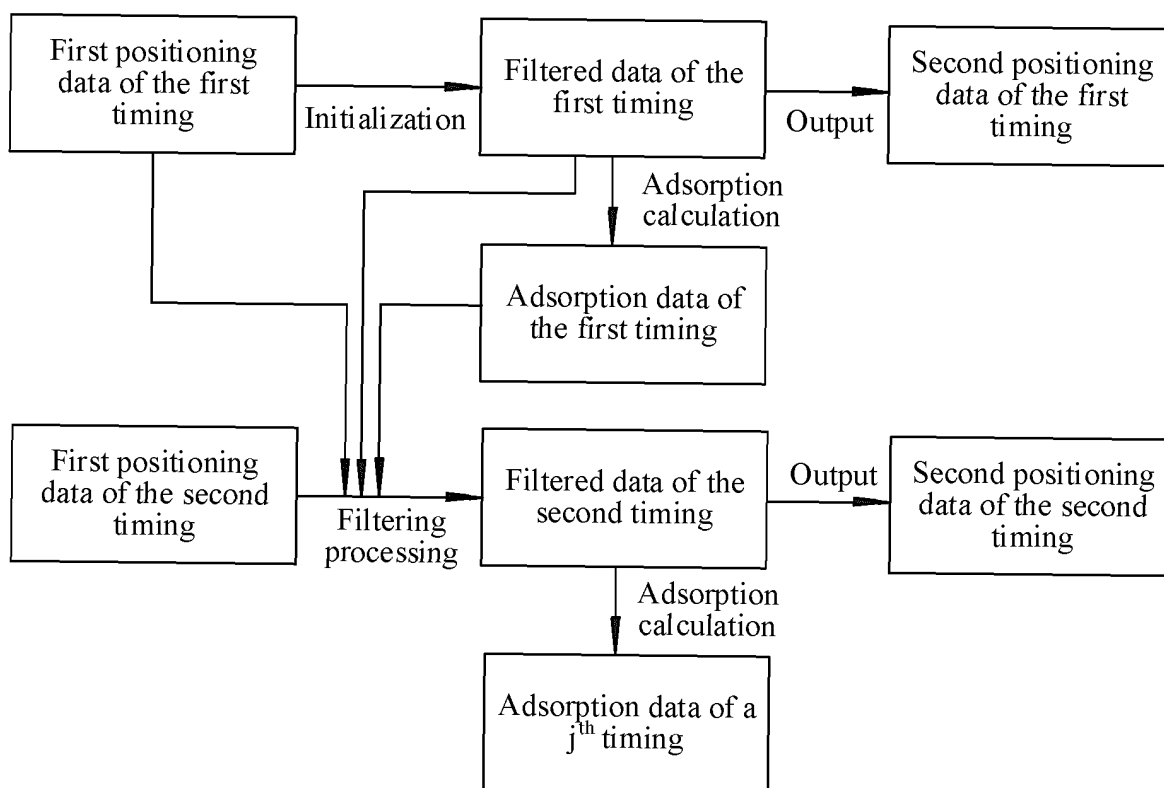 First positioning
data of the first
timing
Initialization
Filtered data of the
first timing
Output
Second positioning
data of the first
timing
Adsorption
calculation
Adsorption data of
the first timing
First positioning
data of the second
timing
Filtering
processing
Filtered data of the
second timing
Output
Second positioning
data of the second
timing
Adsorption
calculation
Adsorption data of a
jth timing